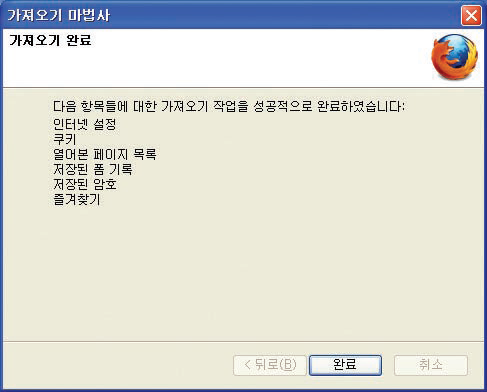 가져오기 마법사
가져오기 완료
다음 항목들에 대한 가져오기 작업을 성공적으로 완료하였습니다:
인터넷 설정
쿠키
열어본 페이지 목록
저장된 폼 기록
저장된 암호
즐겨찾기
< 뒤로(B) 완료 취소